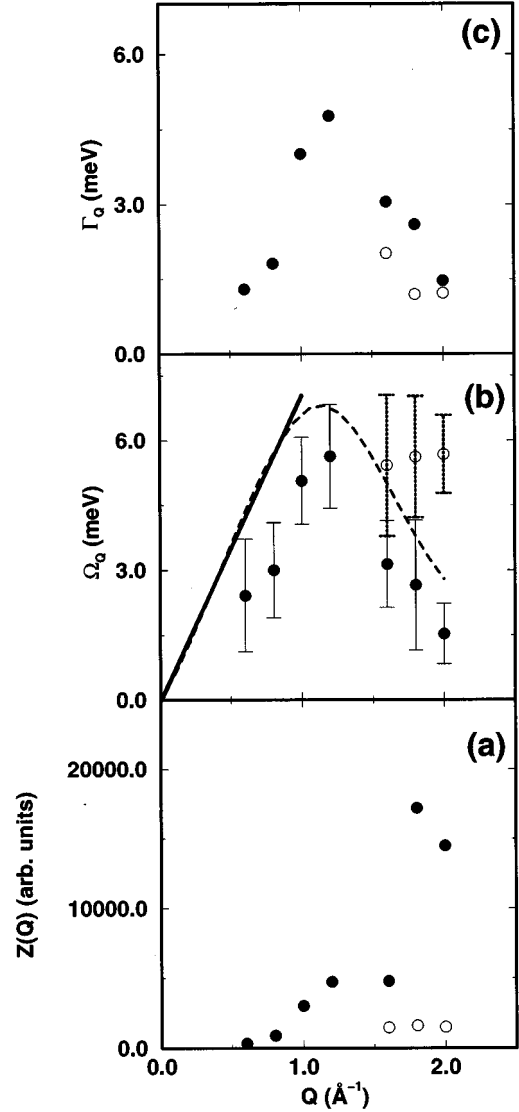 (c)
6.0
Γ_Q (meV)
3.0
0.0
(b)
6.0
Ω_Q (meV)
3.0
0.0
(a)
20000.0
Z(Q) (arb. units)
10000.0
0.0
0.0 1.0 2.0
Q (Å⁻¹)